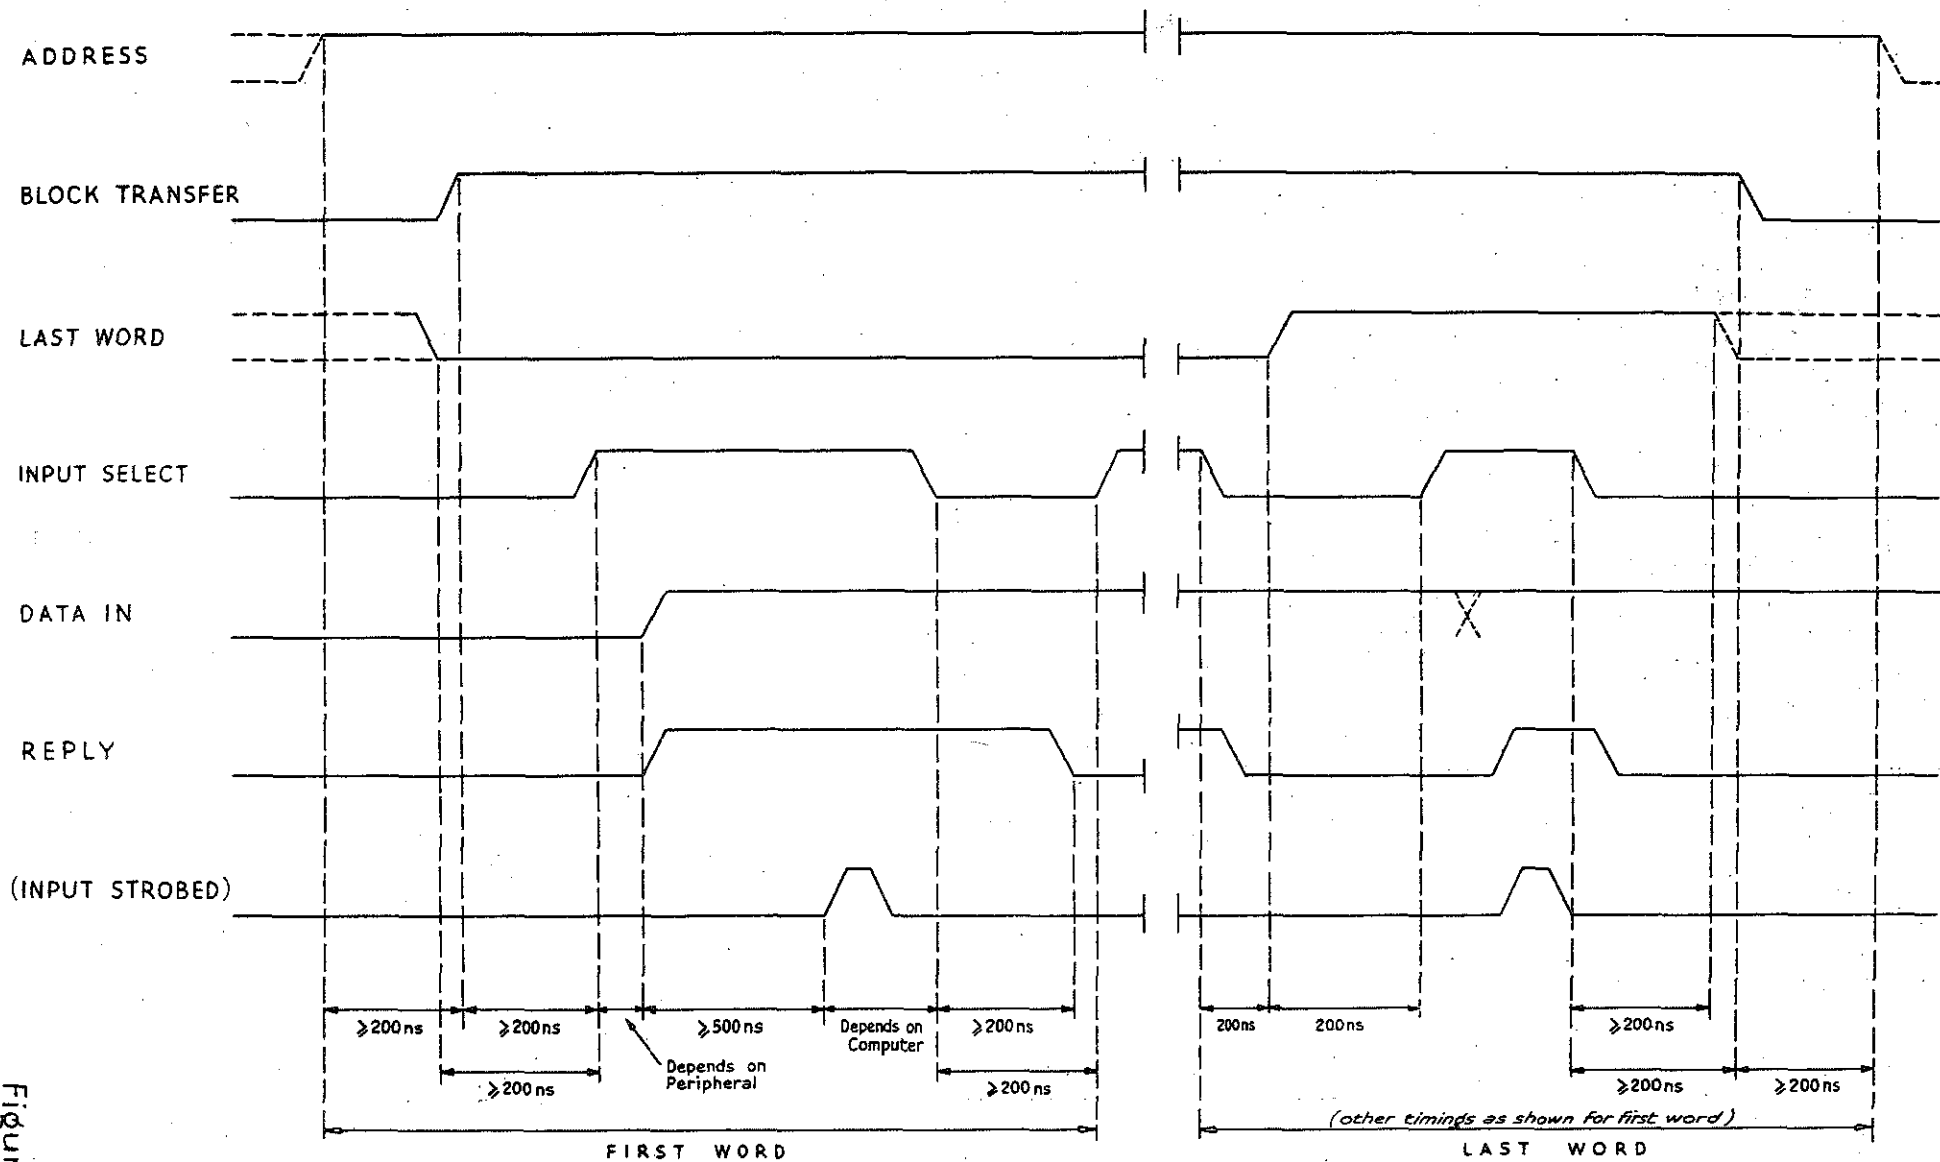 ADDRESS
BLOCK TRANSFER
LAST WORD
INPUT SELECT
DATA IN
REPLY
(INPUT STROBED)
⩾200ns
⩾200ns
⩾500ns
Depends on
Computer
⩾200ns
200ns
200ns
⩾200ns
Depends on
Peripheral
⩾200ns
⩾200ns
⩾200ns
⩾200ns
(other timings as shown for first word)
FIRST WORD
LAST WORD